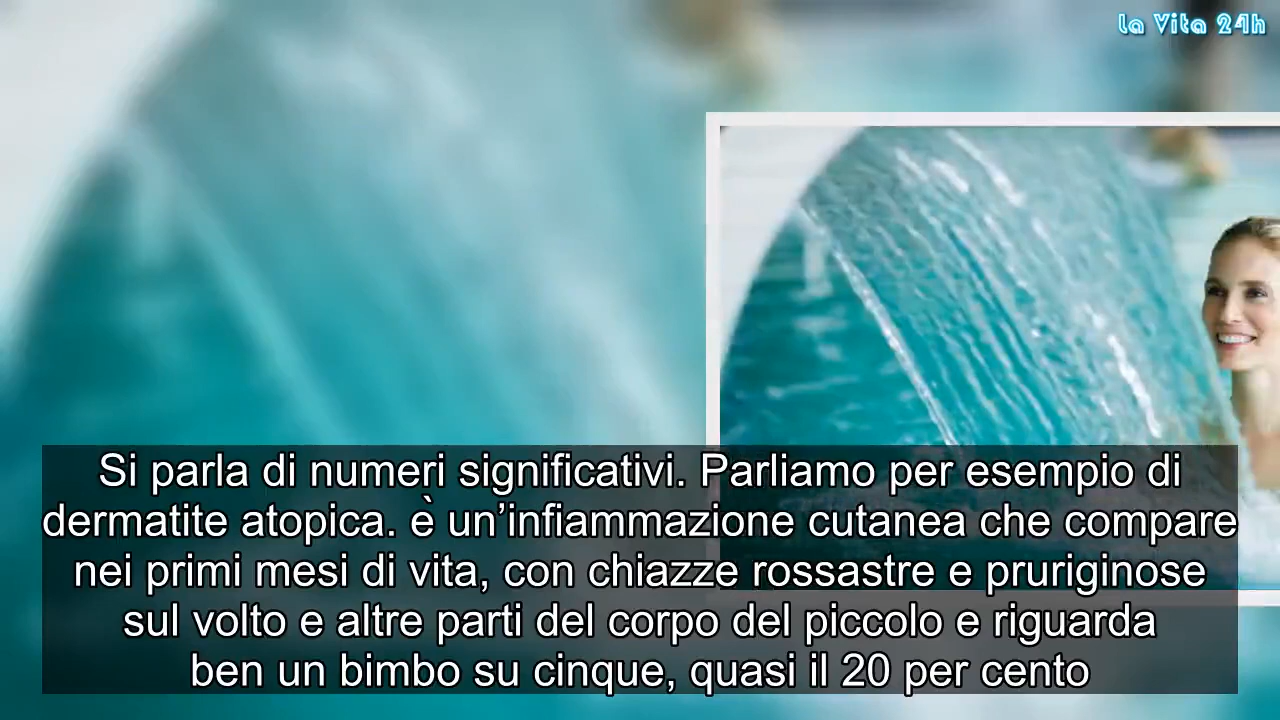 La Vita 24h
Si parla di numeri significativi. Parliamo per esempio di
dermatite atopica. è un’infiammazione cutanea che compare
nei primi mesi di vita, con chiazze rossastre e pruriginose
sul volto e altre parti del corpo del piccolo e riguarda
ben un bimbo su cinque, quasi il 20 per cento